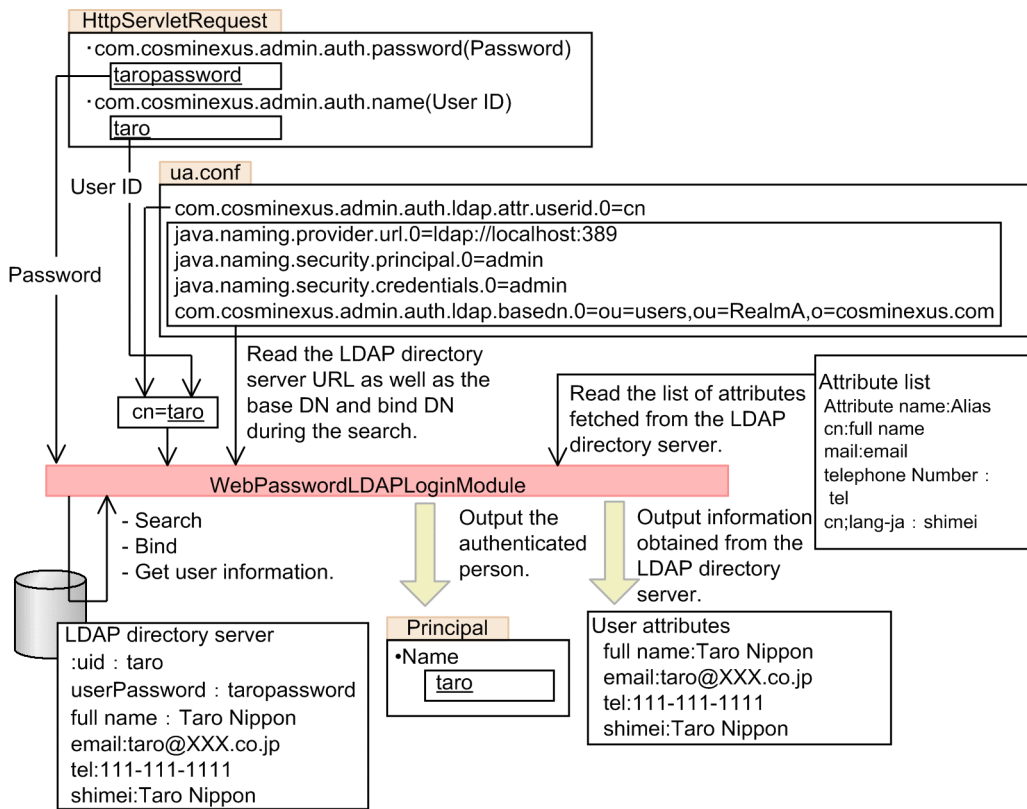 HttpServletRequest
・com.cosminexus.admin.auth.password(Password)
taropassword
・com.cosminexus.admin.auth.name(User ID)
taro
User ID
ua.conf
com.cosminexus.admin.auth.ldap.attr.userid.0=cn
java.naming.provider.url.0=ldap://localhost:389
java.naming.security.principal.0=admin
java.naming.security.credentials.0=admin
com.cosminexus.admin.auth.ldap.basedn.0=ou=users,ou=RealmA,o=cosminexus.com
Password
cn=taro
Read the LDAP directory
server URL as well as the
base DN and bind DN
during the search.
Read the list of attributes
fetched from the LDAP
directory server.
Attribute list
Attribute name:Alias
cn:full name
mail:email
telephone Number：
tel
cn;lang-ja：shimei
WebPasswordLDAPLoginModule
- Search
- Bind
- Get user information.
Output the
authenticated
person.
Output information
obtained from the
LDAP directory
server.
LDAP directory server
:uid：taro
userPassword：taropassword
full name：Taro Nippon
email:taro@XXX.co.jp
tel:111-111-1111
shimei:Taro Nippon
Principal
•Name
taro
User attributes
full name:Taro Nippon
email:taro@XXX.co.jp
tel:111-111-1111
shimei:Taro Nippon